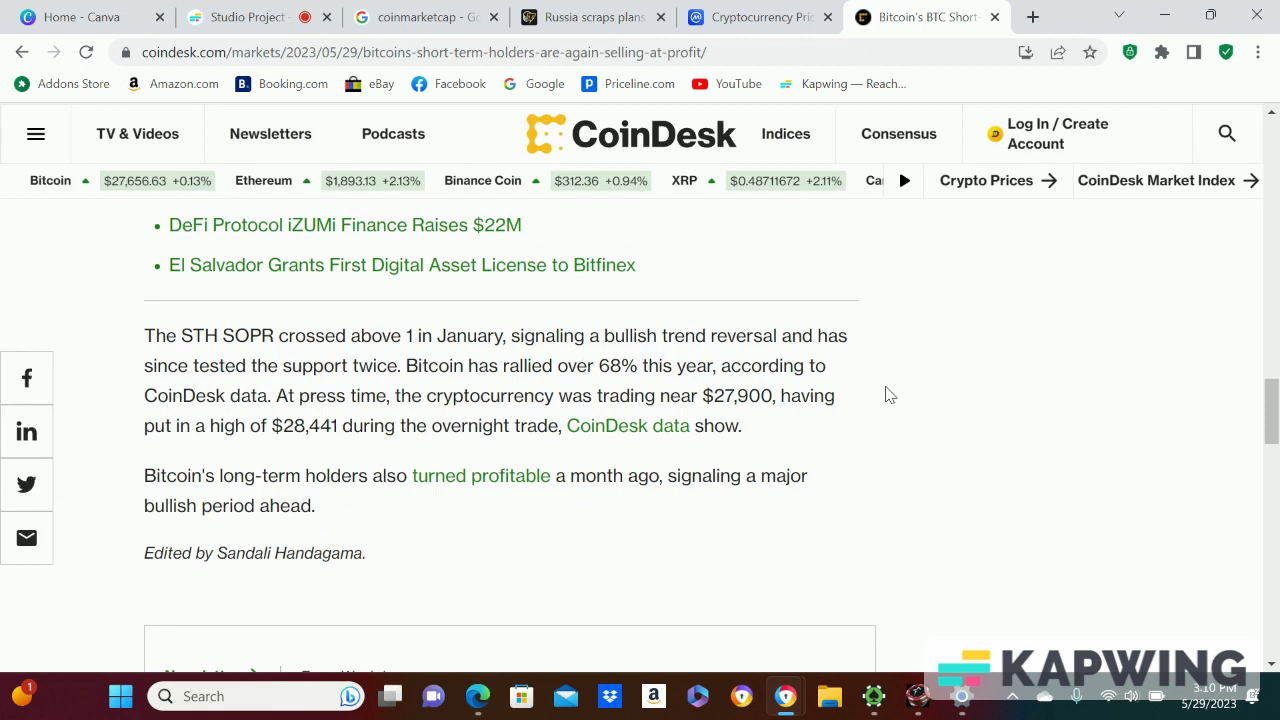 Home - Canva
Studio Project -
coinmarketcap - Go
Russia scraps plans
Cryptocurrency Pric
Bitcoin's BTC Short-
coindesk.com/markets/2023/05/29/bitcoins-short-term-holders-are-again-selling-at-profit/
Addons Store
Amazon.com
Booking.com
eBay
Facebook
Google
Priceline.com
YouTube
Kapwing — Reach...
TV & Videos
Newsletters
Podcasts
CoinDesk
Indices
Consensus
Log In / Create
Account
Bitcoin $27,656.63 +0.13%
Ethereum $1,893.13 +2.13%
Binance Coin $312.36 +0.94%
XRP $0.48711672 +2.11%
Ca
Crypto Prices
CoinDesk Market Index
DeFi Protocol iZUMi Finance Raises $22M
El Salvador Grants First Digital Asset License to Bitfinex
The STH SOPR crossed above 1 in January, signaling a bullish trend reversal and has
since tested the support twice. Bitcoin has rallied over 68% this year, according to
CoinDesk data. At press time, the cryptocurrency was trading near $27,900, having
put in a high of $28,441 during the overnight trade, CoinDesk data show.
Bitcoin's long-term holders also turned profitable a month ago, signaling a major
bullish period ahead.
Edited by Sandali Handagama.
KAPWING
1
Search
3:10 PM
5/29/2023